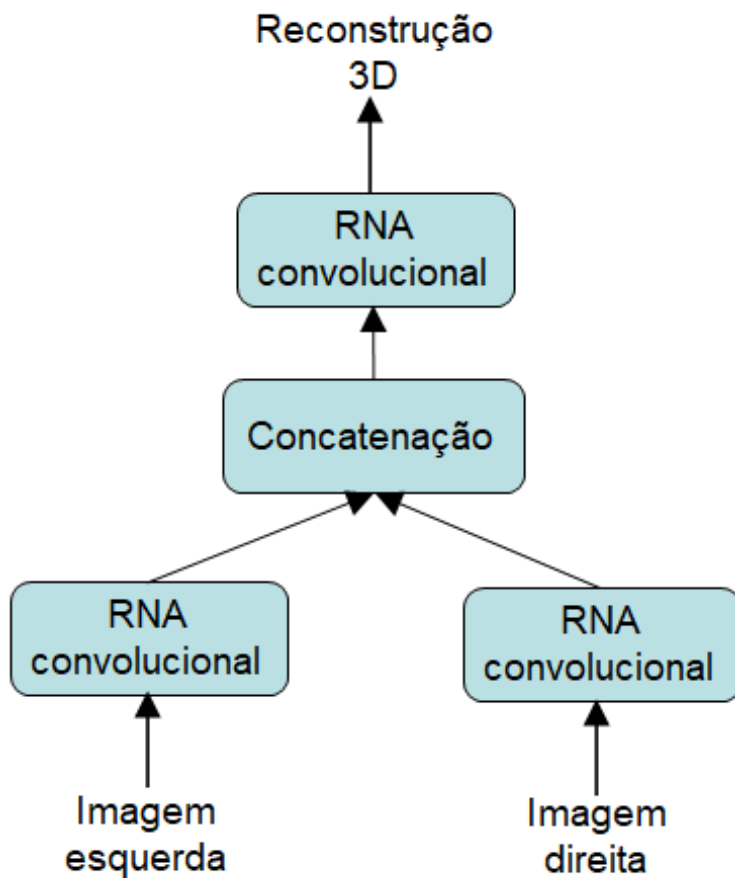 Reconstrução
3D
RNA
convolucional
Concatenação
RNA
convolucional
RNA
convolucional
Imagem
esquerda
Imagem
direita